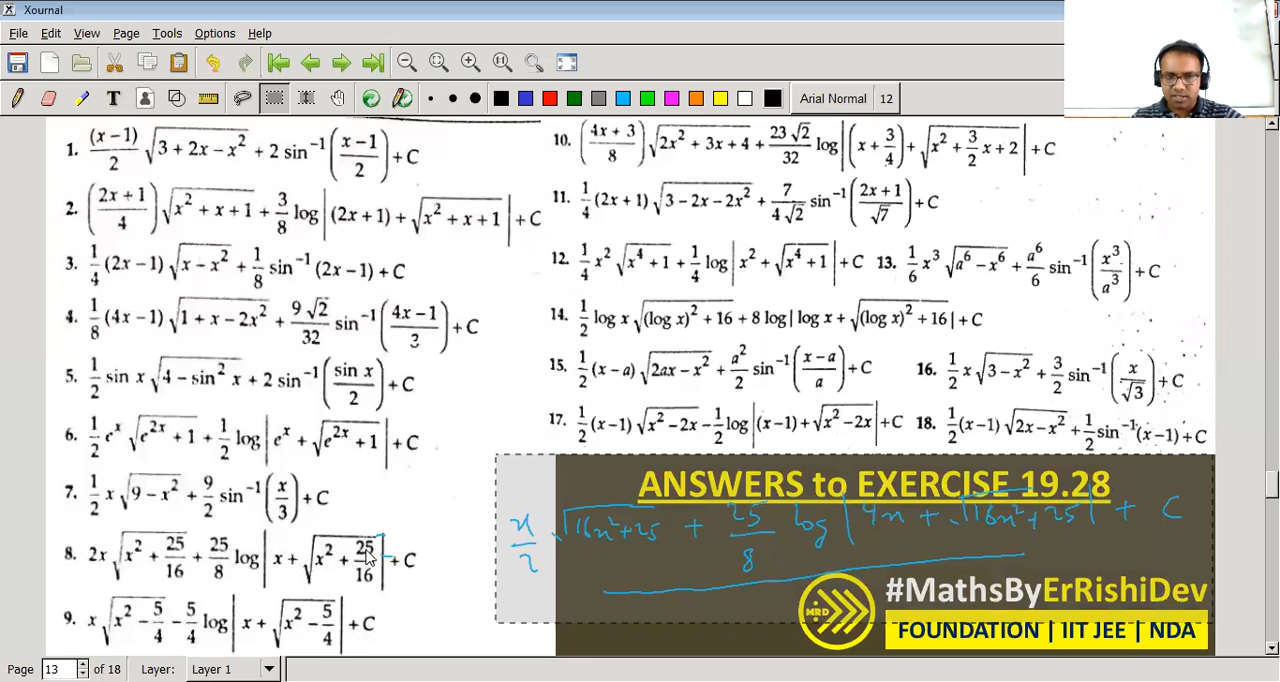 Xournal
File Edit View Page Tools Options Help
Arial Normal 12
1. (x−1)/2 √(3 + 2x − x²) + 2 sin⁻¹ ((x−1)/2) + C
2. ((2x+1)/4) √(x² + x + 1) + 3/8 log |(2x+1) + √(x² + x + 1)| + C
3. 1/4 (2x − 1) √(x − x²) + 1/8 sin⁻¹ (2x − 1) + C
4. 1/8 (4x − 1) √(1 + x − 2x²) + 9√2/32 sin⁻¹ ((4x−1)/3) + C
5. 1/2 sin x √(4 − sin² x) + 2 sin⁻¹ (sin x/2) + C
6. 1/2 eˣ √(e²ˣ + 1) + 1/2 log |eˣ + √(e²ˣ + 1)| + C
7. 1/2 x √(9 − x²) + 9/2 sin⁻¹ (x/3) + C
8. 2x √(x² + 25/16) + 25/8 log |x + √(x² + 25/16)| + C
9. x √(x² − 5/4) − 5/4 log |x + √(x² − 5/4)| + C
10. ((4x+3)/8) √(2x² + 3x + 4) + 23√2/32 log |(x + 3/4) + √(x² + 3/2 x + 2)| + C
11. 1/4 (2x + 1) √(3 − 2x − 2x²) + 7/(4√2) sin⁻¹ ((2x+1)/√7) + C
12. 1/4 x² √(x⁴ + 1) + 1/4 log |x² + √(x⁴ + 1)| + C 13. 1/6 x³ √(a⁶ − x⁶) + a⁶/6 sin⁻¹ (x³/a³) + C
14. 1/2 log x √((log x)² + 16) + 8 log | log x + √((log x)² + 16) | + C
15. 1/2 (x − a) √(2ax − x²) + a²/2 sin⁻¹ ((x−a)/a) + C 16. 1/2 x √(3 − x²) + 3/2 sin⁻¹ (x/√3) + C
17. 1/2 (x−1) √(x² − 2x) − 1/2 log |(x−1) + √(x² − 2x)| + C 18. 1/2 (x−1) √(2x − x²) + 1/2 sin⁻¹ (x−1) + C
ANSWERS to EXERCISE 19.28
x/2 √(16x²+25) + 25/8 log |4x + √(16x²+25)| + C
MRD
#MathsByErRishiDev
FOUNDATION | IIT JEE | NDA
Page 13 of 18 Layer: Layer 1